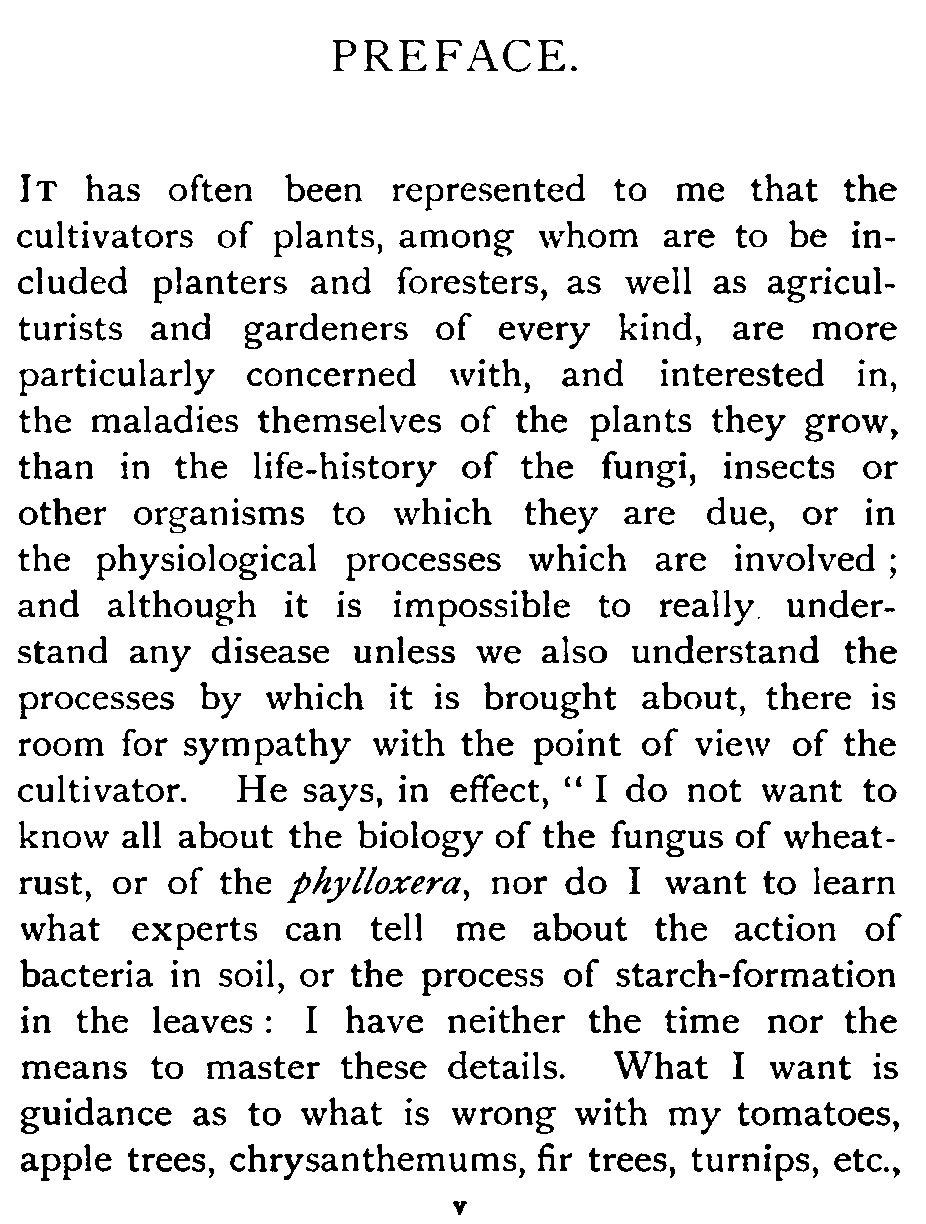 PREFACE.
IT has often been represented to me that the
cultivators of plants, among whom are to be in-
cluded planters and foresters, as well as agricul-
turists and gardeners of every kind, are more
particularly concerned with, and interested in,
the maladies themselves of the plants they grow,
than in the life-history of the fungi, insects or
other organisms to which they are due, or in
the physiological processes which are involved ;
and although it is impossible to really under-
stand any disease unless we also understand the
processes by which it is brought about, there is
room for sympathy with the point of view of the
cultivator. He says, in effect, “ I do not want to
know all about the biology of the fungus of wheat-
rust, or of the phylloxera, nor do I want to learn
what experts can tell me about the action of
bacteria in soil, or the process of starch-formation
in the leaves : I have neither the time nor the
means to master these details. What I want is
guidance as to what is wrong with my tomatoes,
apple trees, chrysanthemums, fir trees, turnips, etc.,
v